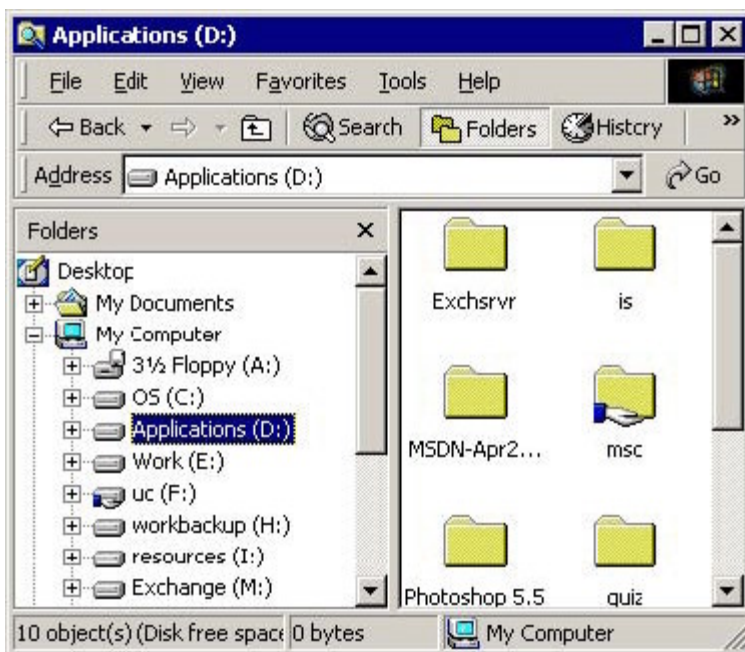 Applications (D:)
File Edit View Favorites Tools Help
Back Search Folders History »
Address Applications (D:) Go
Folders
Desktop
My Documents
My Computer
3½ Floppy (A:)
OS (C:)
Applications (D:)
Work (E:)
uc (F:)
workbackup (H:)
resources (I:)
Exchange (M:)
Exchsrvr is
MSDN-Apr2... msc
Photoshop 5.5 quiz
10 object(s) (Disk free space 0 bytes My Computer